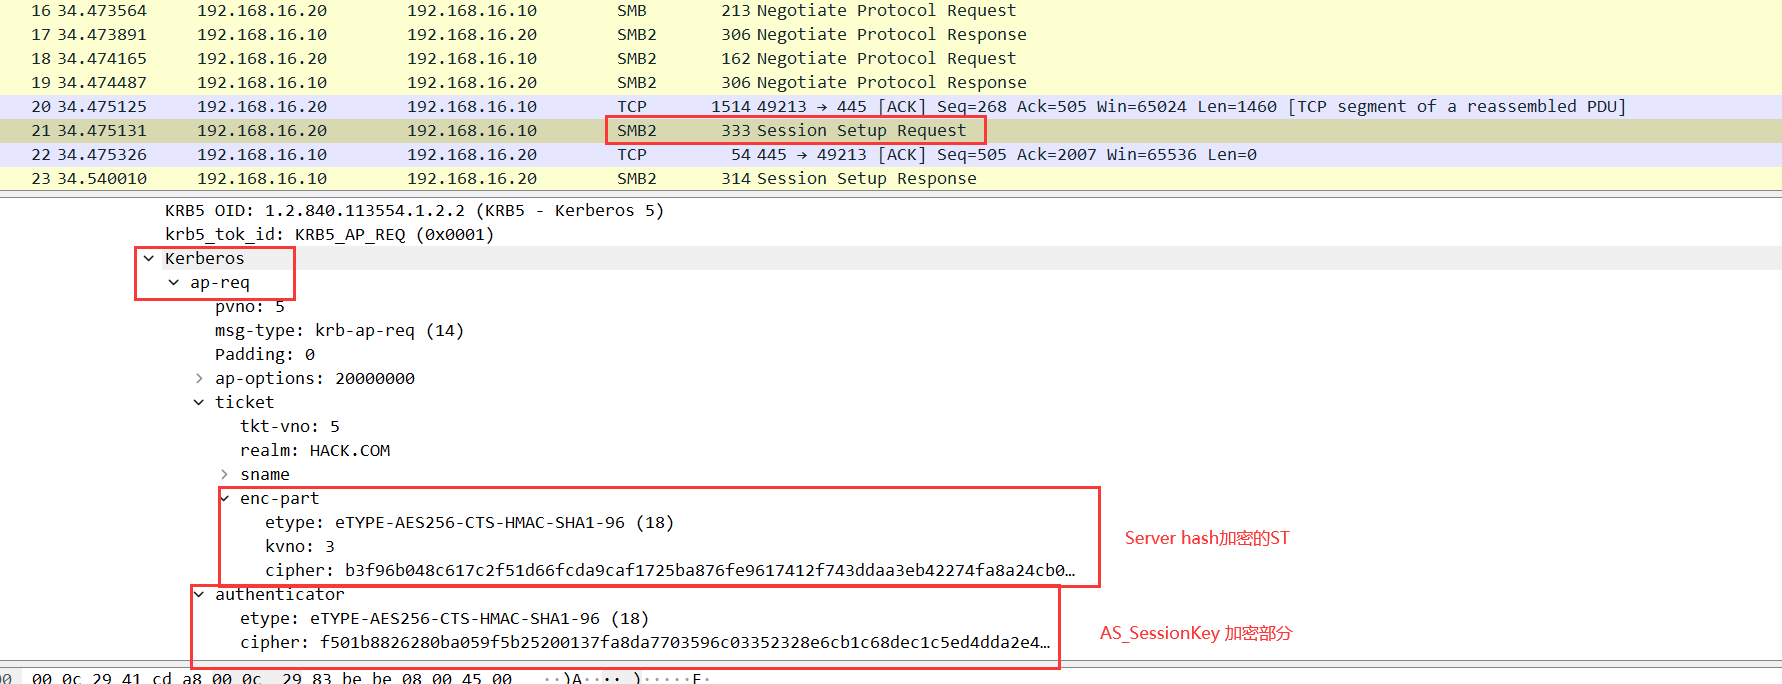 16 34.473564 192.168.16.20 192.168.16.10 SMB 213 Negotiate Protocol Request
17 34.473891 192.168.16.10 192.168.16.20 SMB2 306 Negotiate Protocol Response
18 34.474165 192.168.16.20 192.168.16.10 SMB2 162 Negotiate Protocol Request
19 34.474487 192.168.16.10 192.168.16.20 SMB2 306 Negotiate Protocol Response
20 34.475125 192.168.16.20 192.168.16.10 TCP 1514 49213 → 445 [ACK] Seq=268 Ack=505 Win=65024 Len=1460 [TCP segment of a reassembled PDU]
21 34.475131 192.168.16.20 192.168.16.10 SMB2 333 Session Setup Request
22 34.475326 192.168.16.10 192.168.16.20 TCP 54 445 → 49213 [ACK] Seq=505 Ack=2007 Win=65536 Len=0
23 34.540010 192.168.16.10 192.168.16.20 SMB2 314 Session Setup Response
KRB5 OID: 1.2.840.113554.1.2.2 (KRB5 - Kerberos 5)
krb5_tok_id: KRB5_AP_REQ (0x0001)
Kerberos
ap-req
pvno: 5
msg-type: krb-ap-req (14)
Padding: 0
ap-options: 20000000
ticket
tkt-vno: 5
realm: HACK.COM
sname
enc-part
etype: eTYPE-AES256-CTS-HMAC-SHA1-96 (18)
Server hash加密的ST
kvno: 3
cipher: b3f96b048c617c2f51d66fcda9caf1725ba876fe9617412f743ddaa3eb42274fa8a24cb0…
authenticator
etype: eTYPE-AES256-CTS-HMAC-SHA1-96 (18)
AS_SessionKey 加密部分
cipher: f501b8826280ba059f5b25200137fa8da7703596c03352328e6cb1c68dec1c5ed4dda2e4…
00 0c 29 41 cd a8 00 0c 29 83 be be 08 00 45 00 ··)A···· )·····E·